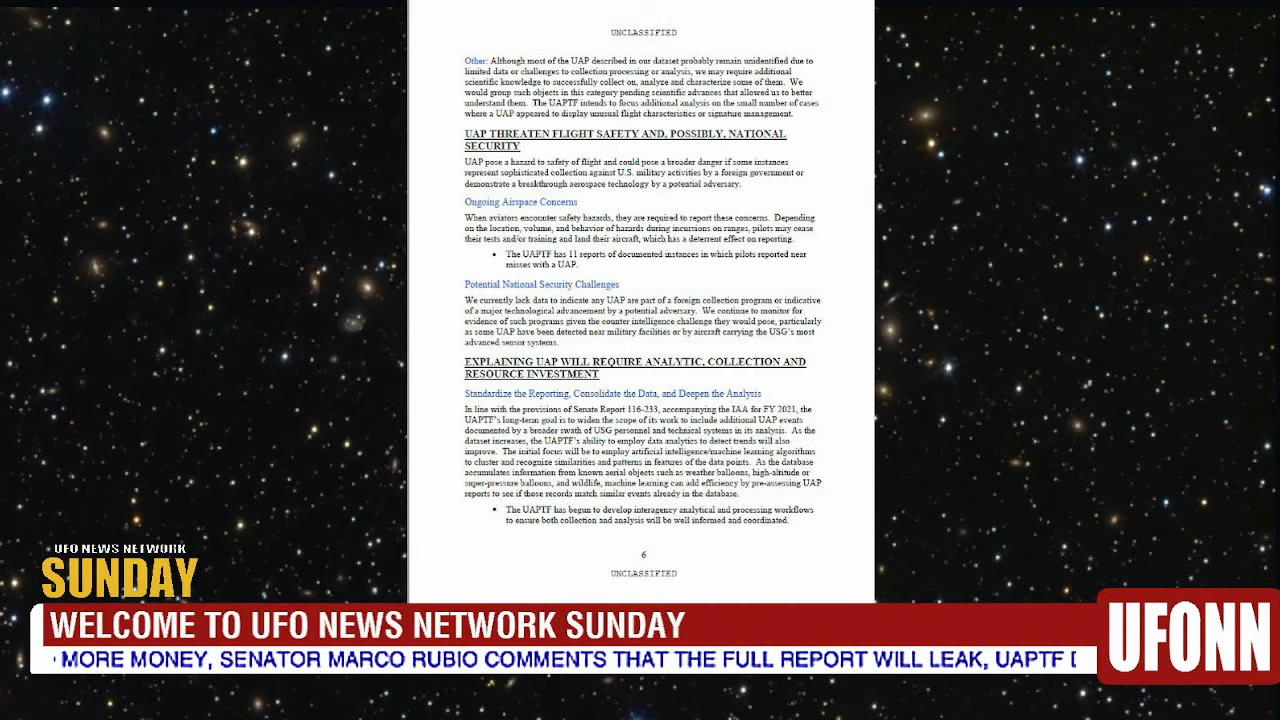 UNCLASSIFIED
Other: Although most of the UAP described in our dataset probably remain unidentified due to
limited data or challenges to collection processing or analysis, we may require additional
scientific knowledge to successfully collect on, analyze and characterize some of them. We
would group such objects in this category pending scientific advances that allowed us to better
understand them. The UAPTF intends to focus additional analysis on the small number of cases
where a UAP appeared to display unusual flight characteristics or signature management.
UAP THREATEN FLIGHT SAFETY AND, POSSIBLY, NATIONAL
SECURITY
UAP pose a hazard to safety of flight and could pose a broader danger if some instances
represent sophisticated collection against U.S. military activities by a foreign government or
demonstrate a breakthrough aerospace technology by a potential adversary.
Ongoing Airspace Concerns
When aviators encounter safety hazards, they are required to report these concerns. Depending
on the location, volume, and behavior of hazards during incursions on ranges, pilots may cease
their tests and/or training and land their aircraft, which has a deterrent effect on reporting.
• The UAPTF has 11 reports of documented instances in which pilots reported near
misses with a UAP.
Potential National Security Challenges
We currently lack data to indicate any UAP are part of a foreign collection program or indicative
of a major technological advancement by a potential adversary. We continue to monitor for
evidence of such programs given the counter intelligence challenge they would pose, particularly
as some UAP have been detected near military facilities or by aircraft carrying the USG's most
advanced sensor systems.
EXPLAINING UAP WILL REQUIRE ANALYTIC, COLLECTION AND
RESOURCE INVESTMENT
Standardize the Reporting, Consolidate the Data, and Deepen the Analysis
In line with the provisions of Senate Report 116-233, accompanying the IAA for FY 2021, the
UAPTF's long-term goal is to widen the scope of its work to include additional UAP events
documented by a broader swath of USG personnel and technical systems in its analysis. As the
dataset increases, the UAPTF's ability to employ data analytics to detect trends will also
improve. The initial focus will be to employ artificial intelligence/machine learning algorithms
to cluster and recognize similarities and patterns in features of the data points. As the database
accumulates information from known aerial objects such as weather balloons, high-altitude or
super-pressure balloons, and wildlife, machine learning can add efficiency by pre-assessing UAP
reports to see if those records match similar events already in the database.
• The UAPTF has begun to develop interagency analytical and processing workflows
to ensure both collection and analysis will be well informed and coordinated.
6
UNCLASSIFIED
UFO NEWS NETWORK
SUNDAY
WELCOME TO UFO NEWS NETWORK SUNDAY
MORE MONEY, SENATOR MARCO RUBIO COMMENTS THAT THE FULL REPORT WILL LEAK, UAPTF
UFONN